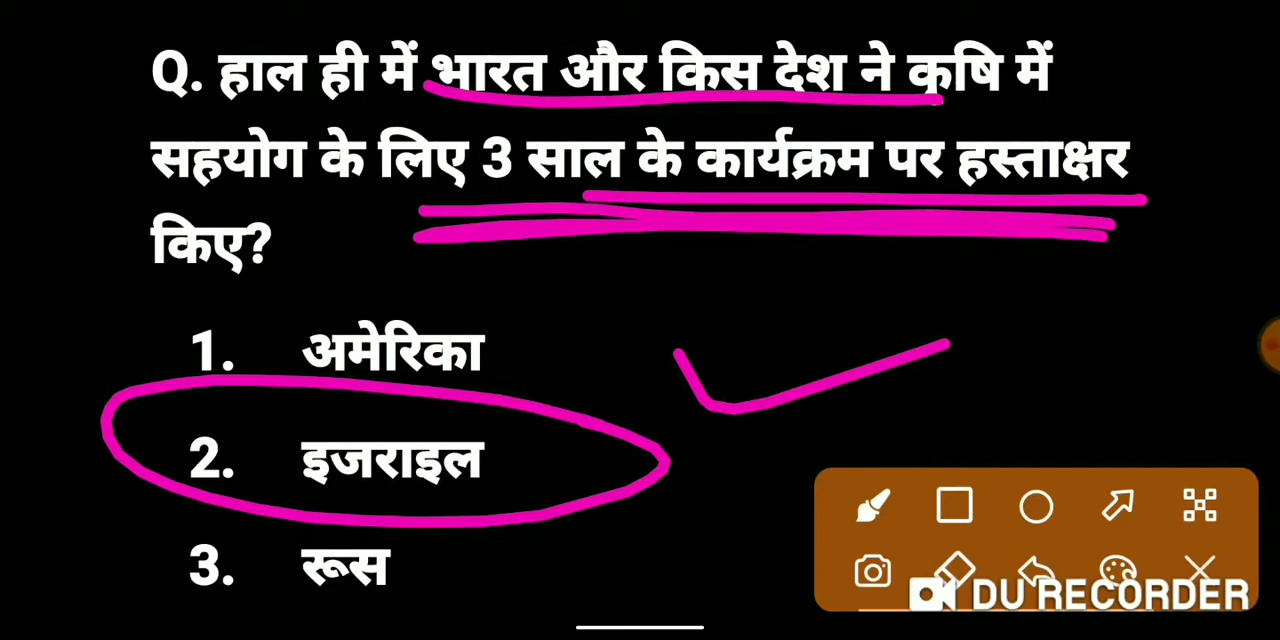 Q. हाल ही में भारत और किस देश ने कृषि में
सहयोग के लिए 3 साल के कार्यक्रम पर हस्ताक्षर
किए?
1. अमेरिका
2. इजराइल
3. रूस
DU RECORDER